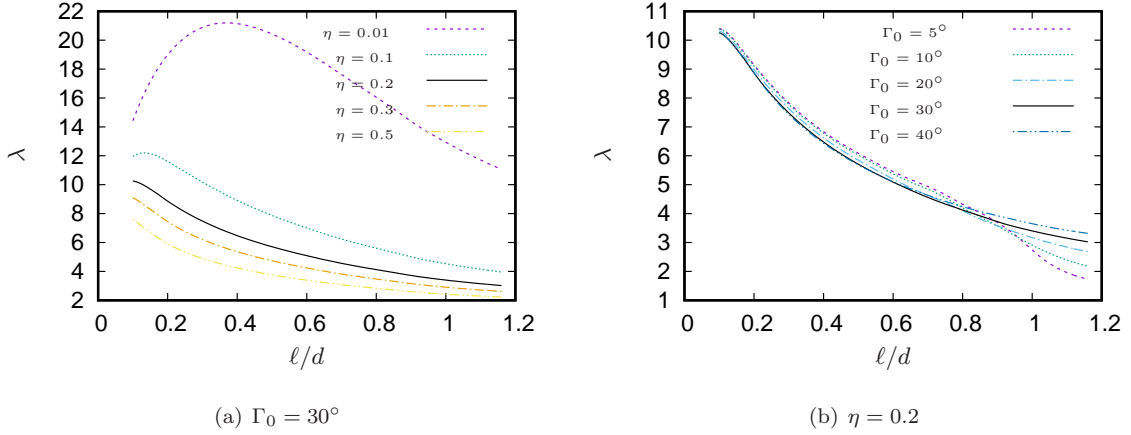 22
20
18
16
14
12
10
8
6
4
2
λ
η = 0.01
η = 0.1
η = 0.2
η = 0.3
η = 0.5
0 0.2 0.4 0.6 0.8 1 1.2
ℓ/d
(a) Γ₀ = 30°
11
10
9
8
7
6
5
4
3
2
1
λ
Γ₀ = 5°
Γ₀ = 10°
Γ₀ = 20°
Γ₀ = 30°
Γ₀ = 40°
0 0.2 0.4 0.6 0.8 1 1.2
ℓ/d
(b) η = 0.2